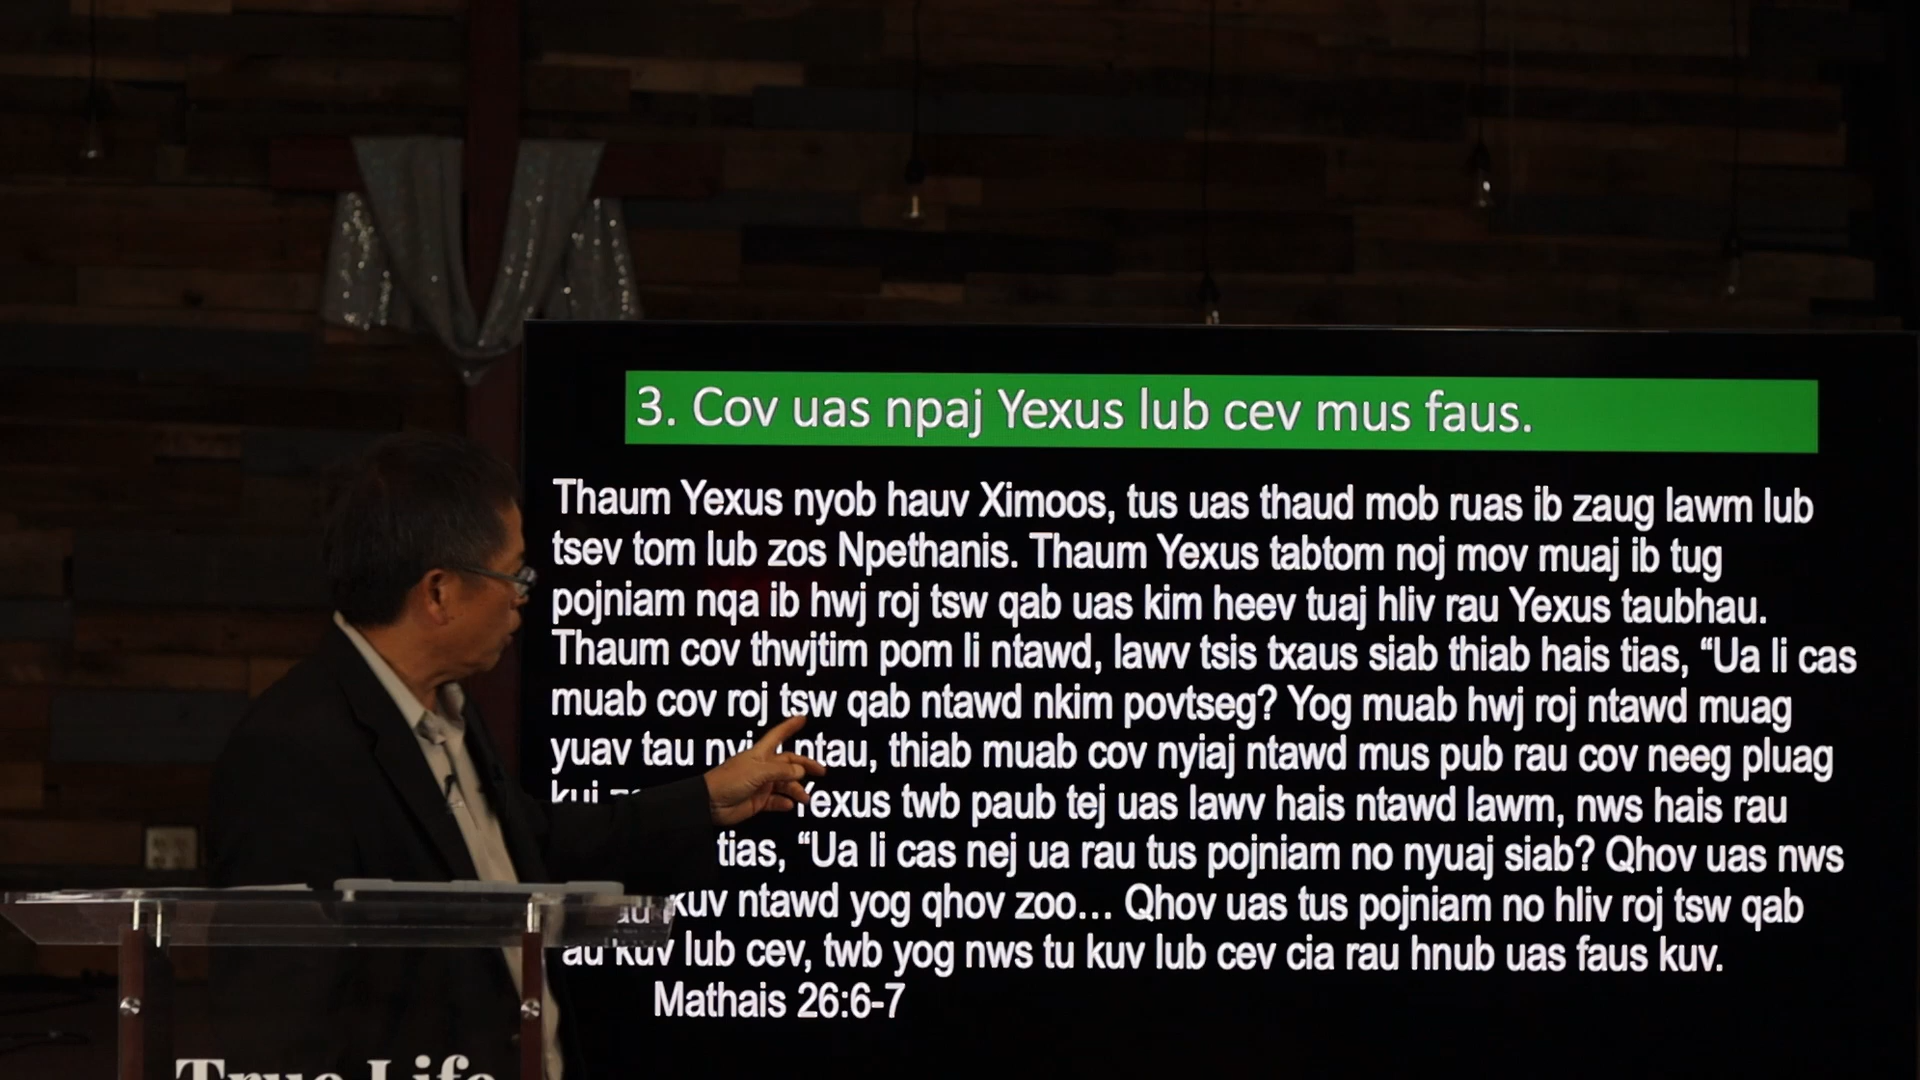 3. Cov uas npaj Yexus lub cev mus faus.
Thaum Yexus nyob hauv Ximoos, tus uas thaud mob ruas ib zaug lawm lub
tsev tom lub zos Npethanis. Thaum Yexus tabtom noj mov muaj ib tug
pojniam nqa ib hwj roj tsw qab uas kim heev tuaj hliv rau Yexus taubhau.
Thaum cov thwjtim pom li ntawd, lawv tsis txaus siab thiab hais tias, “Ua li cas
muab cov roj tsw qab ntawd nkim povtseg? Yog muab hwj roj ntawd muag
yuav tau ntau, thiab muab cov nyiaj ntawd mus pub rau cov neeg pluag
Yexus twb paub tej uas lawv hais ntawd lawm, nws hais rau
tias, “Ua li cas nej ua rau tus pojniam no nyuaj siab? Qhov uas nws
kuv ntawd yog qhov zoo... Qhov uas tus pojniam no hliv roj tsw qab
kuv lub cev, twb yog nws tu kuv lub cev cia rau hnub uas faus kuv.
Mathais 26:6-7
True Life